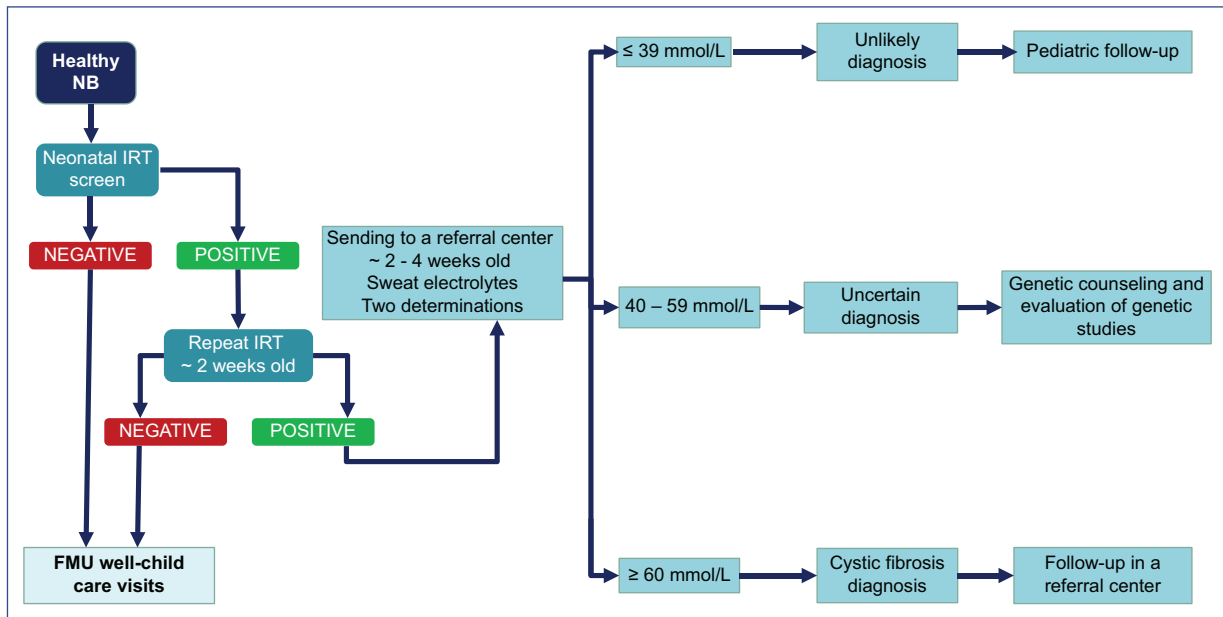 Healthy
NB
Neonatal IRT
screen
NEGATIVE
POSITIVE
Repeat IRT
~ 2 weeks old
NEGATIVE
POSITIVE
FMU well-child
care visits
Sending to a referral center
~ 2 - 4 weeks old
Sweat electrolytes
Two determinations
≤ 39 mmol/L
Unlikely
diagnosis
Pediatric follow-up
40 – 59 mmol/L
Uncertain
diagnosis
Genetic counseling and
evaluation of genetic
studies
≥ 60 mmol/L
Cystic fibrosis
diagnosis
Follow-up in a
referral center